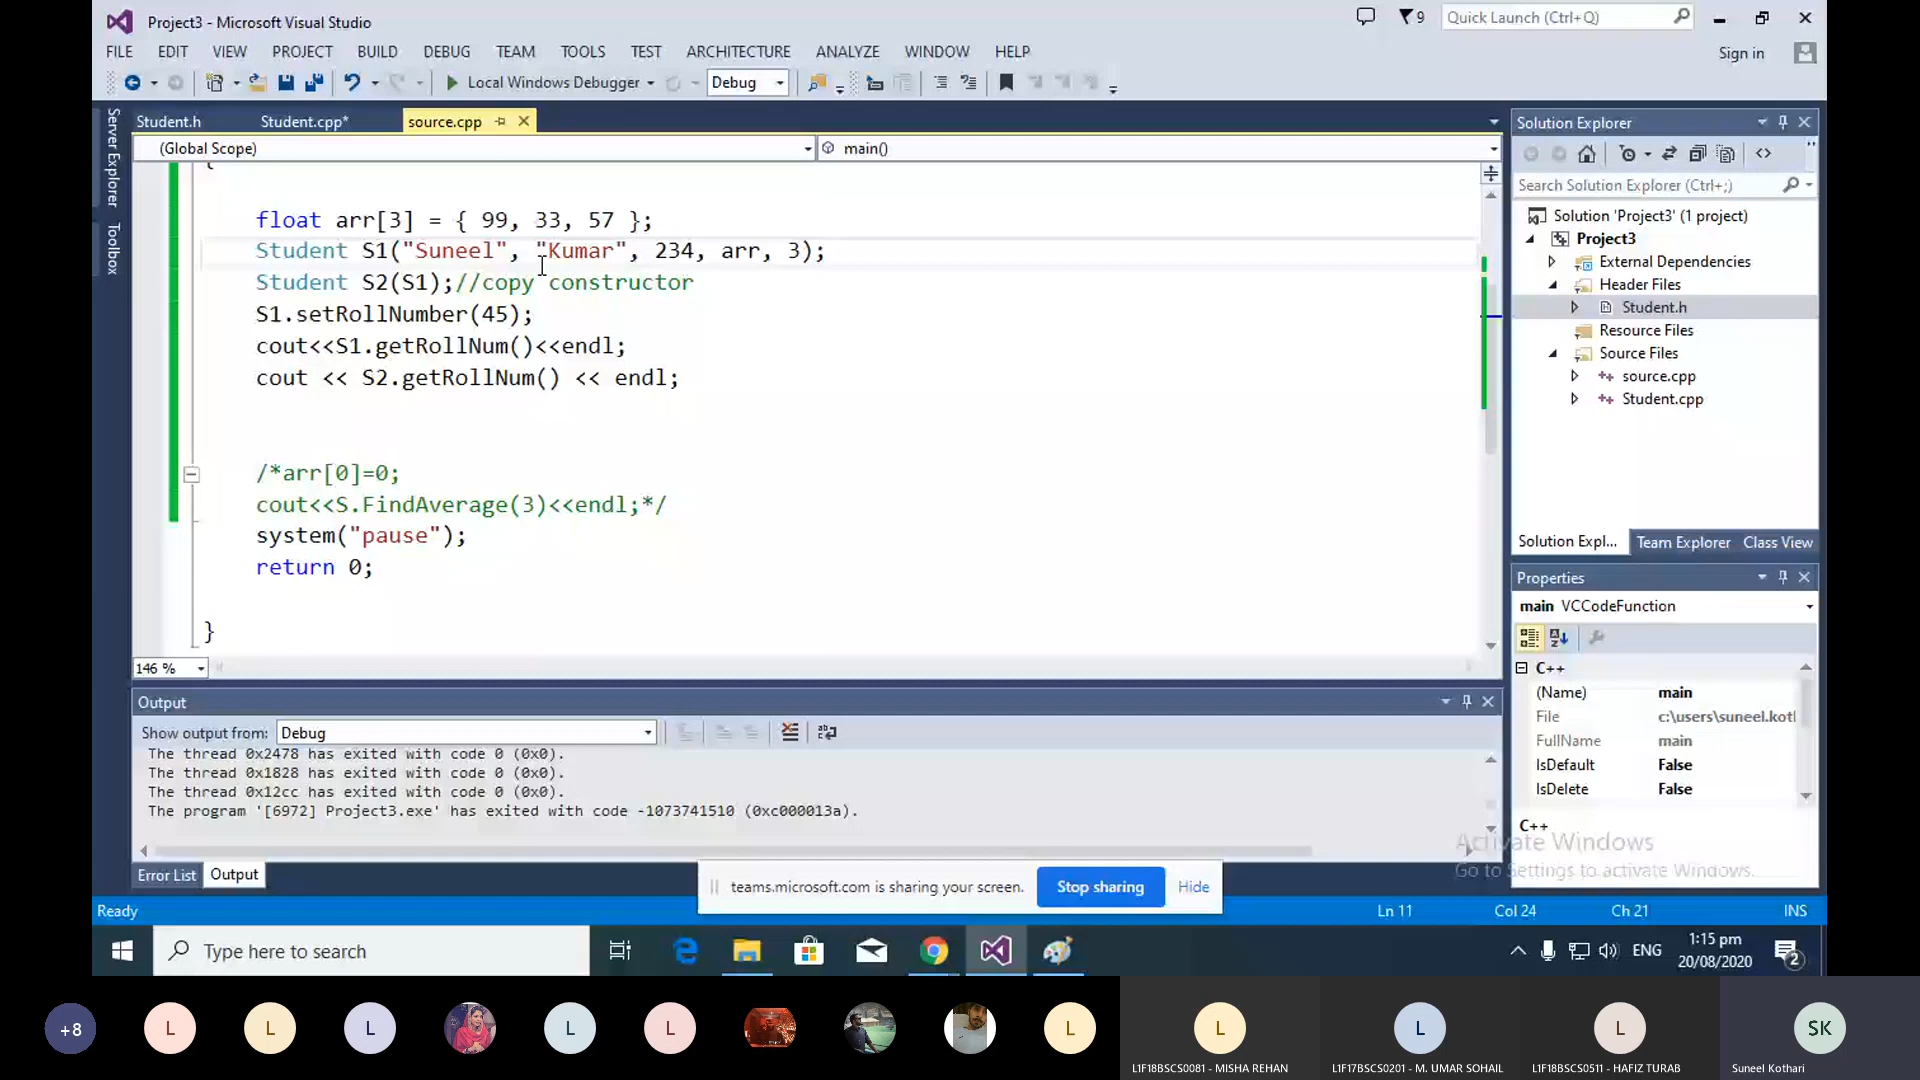 Project3 - Microsoft Visual Studio
9
Quick Launch (Ctrl+Q)
FILE EDIT VIEW PROJECT BUILD DEBUG TEAM TOOLS TEST ARCHITECTURE ANALYZE WINDOW HELP
Sign in
Local Windows Debugger
Debug
Server Explorer
Toolbox
Student.h
Student.cpp*
source.cpp
(Global Scope)
main()
{
float arr[3] = { 99, 33, 57 };
Student S1("Suneel", "Kumar", 234, arr, 3);
Student S2(S1);//copy constructor
S1.setRollNumber(45);
cout<<S1.getRollNum()<<endl;
cout << S2.getRollNum() << endl;
/*arr[0]=0;
cout<<S.FindAverage(3)<<endl;*/
system("pause");
return 0;
}
146 %
Solution Explorer
Search Solution Explorer (Ctrl+;)
Solution 'Project3' (1 project)
Project3
External Dependencies
Header Files
Student.h
Resource Files
Source Files
source.cpp
Student.cpp
Solution Expl... Team Explorer Class View
Properties
main VCCodeFunction
C++
(Name) main
File c:\users\suneel.kotl
FullName main
IsDefault False
IsDelete False
C++
Activate Windows
Go to Settings to activate Windows.
Output
Show output from: Debug
The thread 0x2478 has exited with code 0 (0x0).
The thread 0x1828 has exited with code 0 (0x0).
The thread 0x12cc has exited with code 0 (0x0).
The program '[6972] Project3.exe' has exited with code -1073741510 (0xc000013a).
Error List Output
teams.microsoft.com is sharing your screen.
Stop sharing
Hide
Ready
Ln 11 Col 24 Ch 21 INS
Type here to search
ENG
1:15 pm
20/08/2020
2
+8
L
L
L
L
L
L
L
L
L
SK
L1F18BSCS0081 - MISHA REHAN
L1F17BSCS0201 - M. UMAR SOHAIL
L1F18BSCS0511 - HAFIZ TURAB
Suneel Kothari